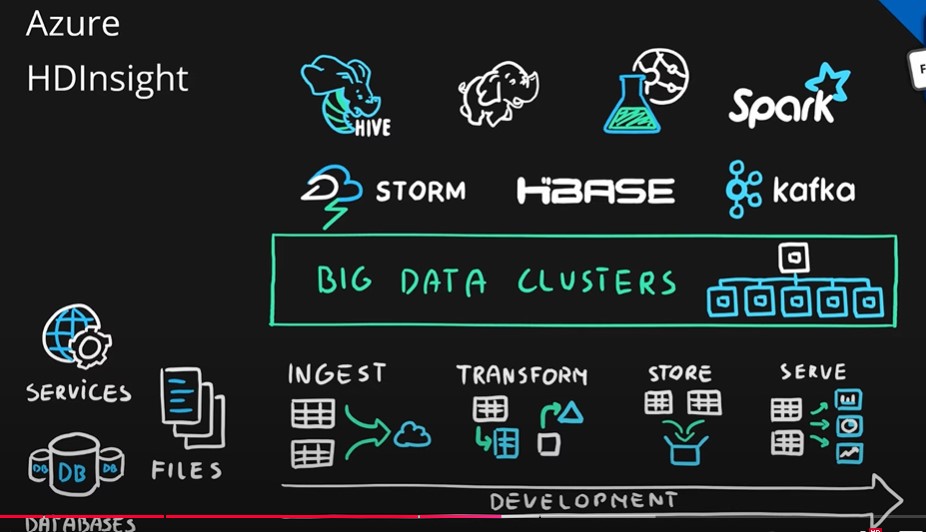 Azure
HDInsight
F
HIVE
Spark
STORM
HBASE
kafka
BIG DATA CLUSTERS
INGEST
TRANSFORM
STORE
SERVE
SERVICES
DB
DB
DB
FILES
DATABASES
DEVELOPMENT
HD